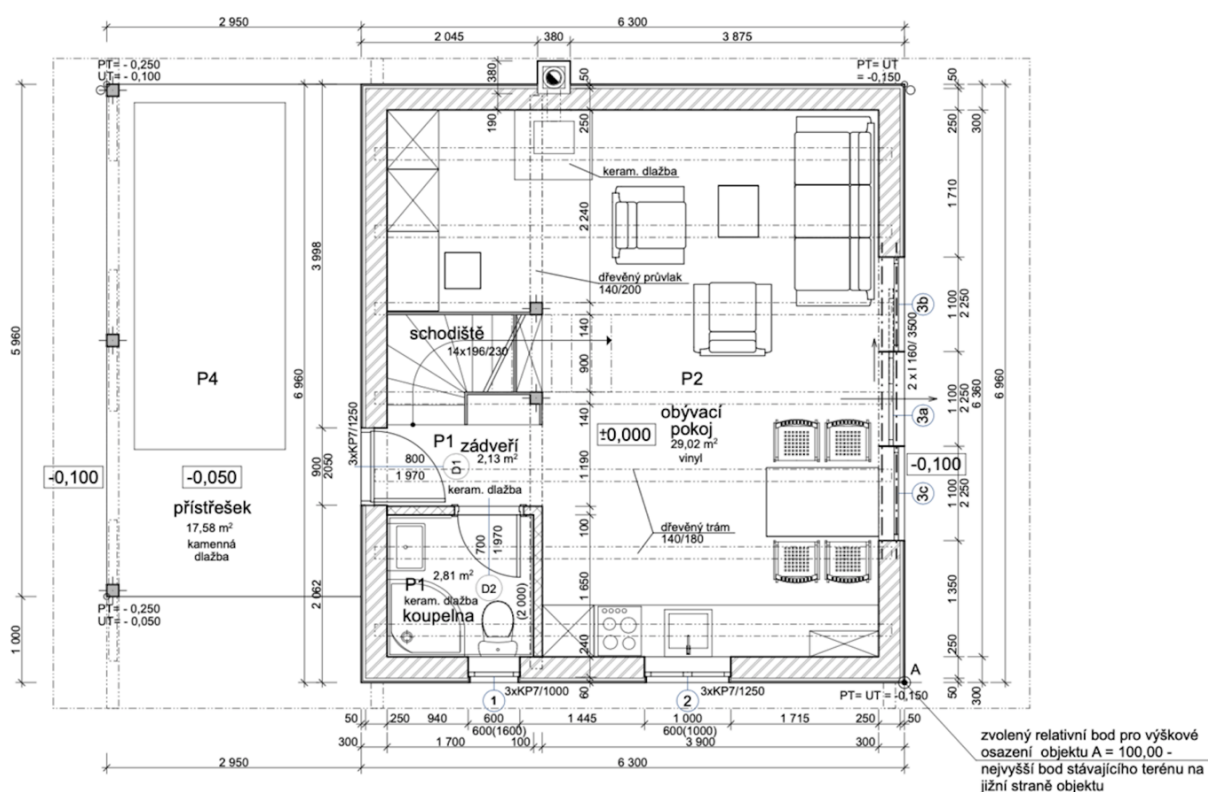 2 950
6 300
2 045
380
3 875
PT= - 0,250
UT= - 0,100
380
50
PT= UT
= -0,150
50
190
250
250
300
keram. dlažba
1 710
2 240
3 998
dřevěný průvlak
140/200
3b
1 100
2 250
schodiště
14x196/230
140
2 x I 160/ 3500
5 960
P4
6 960
900
P2
1 100
2 250
6 360
6 960
3a
140
obývací
pokoj
±0,000
29,02 m²
vinyl
3xKP7/1250
P1 zádveří
2,13 m²
800
1 970
D1
900
2050
1 190
-0,100
-0,050
-0,100
1 100
2 250
3c
keram. dlažba
přístřešek
17,58 m²
kamenná
dlažba
100
dřevěný trám
140/180
700
1 970
2,81 m²
P1
D2
keram. dlažba
koupelna
(2 000)
2 062
1 650
1 350
PT= - 0,250
UT= - 0,050
1 000
240
250
60
50
300
3xKP7/1000
3xKP7/1250
A
PT= UT = -0,150
1
2
50
250
940
600
1 445
1 000
1 715
250
50
600(1600)
600(1000)
300
1 700
100
3 900
300
2 950
6 300
zvolený relativní bod pro výškové
osazení objektu A = 100,00 -
nejvyšší bod stávajícího terénu na
jižní straně objektu